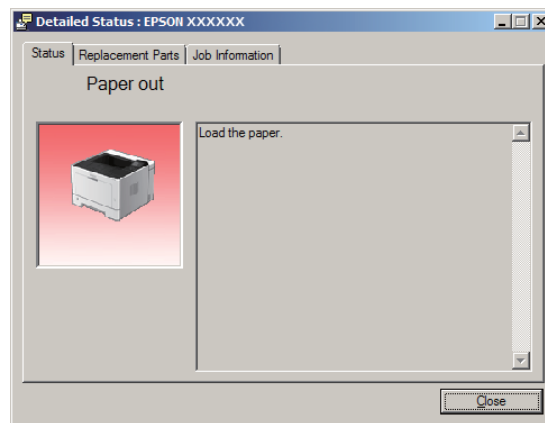 Detailed Status : EPSON XXXXXX
Status Replacement Parts Job Information
Paper out
Load the paper.
Close